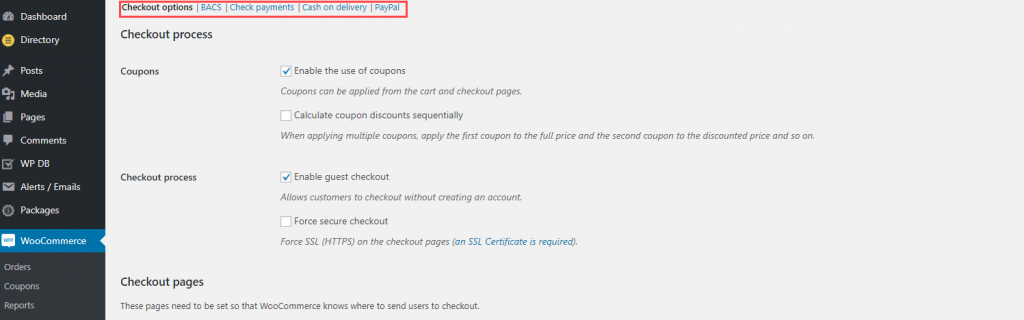 Dashboard
Directory
Posts
Media
Pages
Comments
WP DB
Alerts / Emails
Packages
WooCommerce
Orders
Coupons
Reports
Checkout options | BACS | Check payments | Cash on delivery | PayPal
Checkout process
Coupons
Enable the use of coupons
Coupons can be applied from the cart and checkout pages.
Calculate coupon discounts sequentially
When applying multiple coupons, apply the first coupon to the full price and the second coupon to the discounted price and so on.
Checkout process
Enable guest checkout
Allows customers to checkout without creating an account.
Force secure checkout
Force SSL (HTTPS) on the checkout pages (an SSL Certificate is required).
Checkout pages
These pages need to be set so that WooCommerce knows where to send users to checkout.